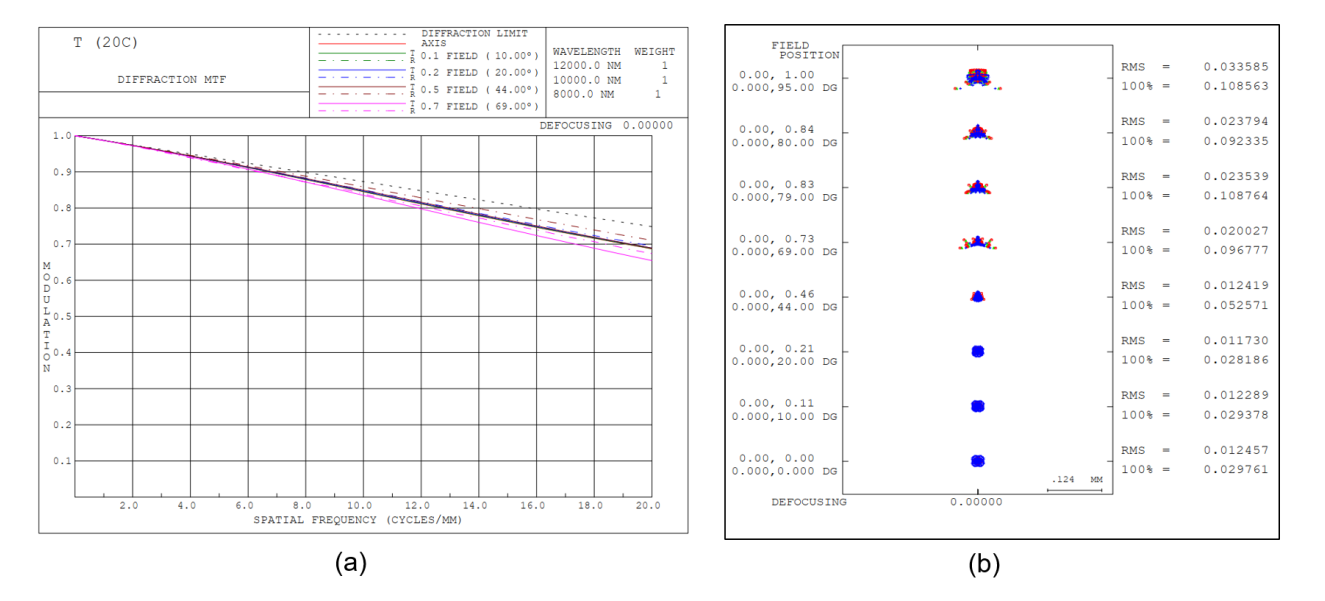 T (20C)
DIFFRACTION MTF
DIFFRACTION LIMIT
AXIS
T
R 0.1 FIELD ( 10.00°)
T
R 0.2 FIELD ( 20.00°)
T
R 0.5 FIELD ( 44.00°)
T
R 0.7 FIELD ( 69.00°)
WAVELENGTH WEIGHT
12000.0 NM 1
10000.0 NM 1
8000.0 NM 1
DEFOCUSING 0.00000
1.0
0.9
0.8
0.7
0.6
0.5
0.4
0.3
0.2
0.1
MODULATION
2.0 4.0 6.0 8.0 10.0 12.0 14.0 16.0 18.0 20.0
SPATIAL FREQUENCY (CYCLES/MM)
(a)
FIELD
POSITION
0.00, 1.00
0.000,95.00 DG
RMS = 0.033585
100% = 0.108563
0.00, 0.84
0.000,80.00 DG
RMS = 0.023794
100% = 0.092335
0.00, 0.83
0.000,79.00 DG
RMS = 0.023539
100% = 0.108764
0.00, 0.73
0.000,69.00 DG
RMS = 0.020027
100% = 0.096777
0.00, 0.46
0.000,44.00 DG
RMS = 0.012419
100% = 0.052571
0.00, 0.21
0.000,20.00 DG
RMS = 0.011730
100% = 0.028186
0.00, 0.11
0.000,10.00 DG
RMS = 0.012289
100% = 0.029378
0.00, 0.00
0.000,0.000 DG
RMS = 0.012457
100% = 0.029761
.124 MM
DEFOCUSING 0.00000
(b)